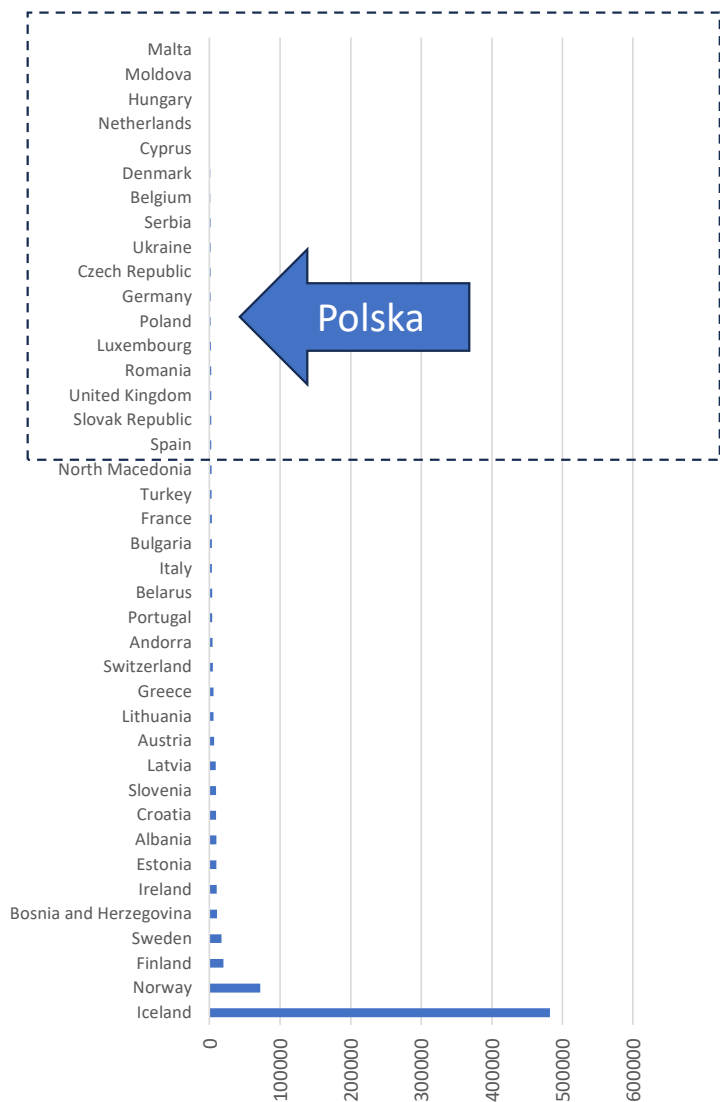 Malta
Moldova
Hungary
Netherlands
Cyprus
Denmark
Belgium
Serbia
Ukraine
Czech Republic
Germany
Poland
Polska
Luxembourg
Romania
United Kingdom
Slovak Republic
Spain
North Macedonia
Turkey
France
Bulgaria
Italy
Belarus
Portugal
Andorra
Switzerland
Greece
Lithuania
Austria
Latvia
Slovenia
Croatia
Albania
Estonia
Ireland
Bosnia and Herzegovina
Sweden
Finland
Norway
Iceland
0
100000
200000
300000
400000
500000
600000